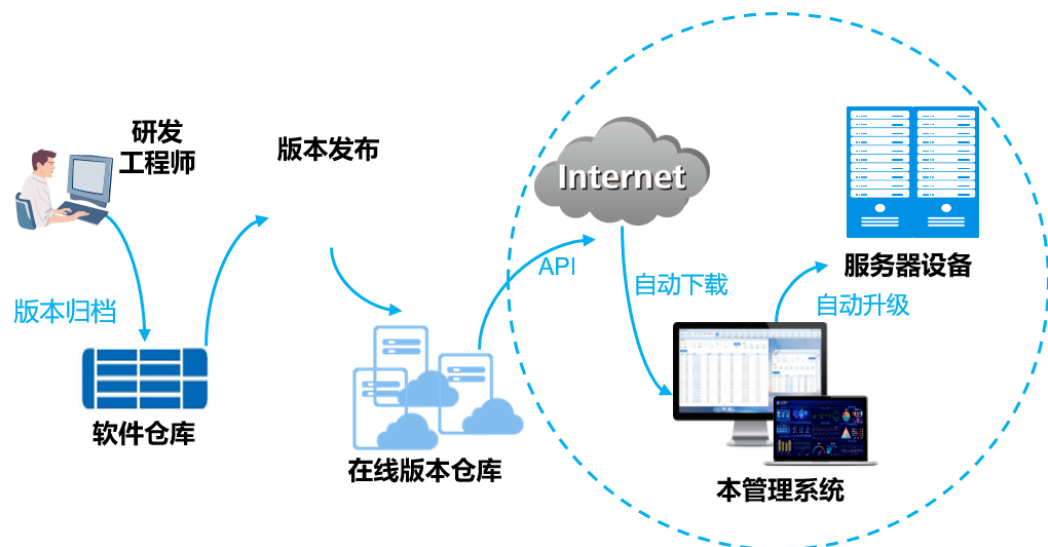 研发
工程师
版本发布
Internet
API
自动下载
服务器设备
自动升级
版本归档
软件仓库
在线版本仓库
本管理系统